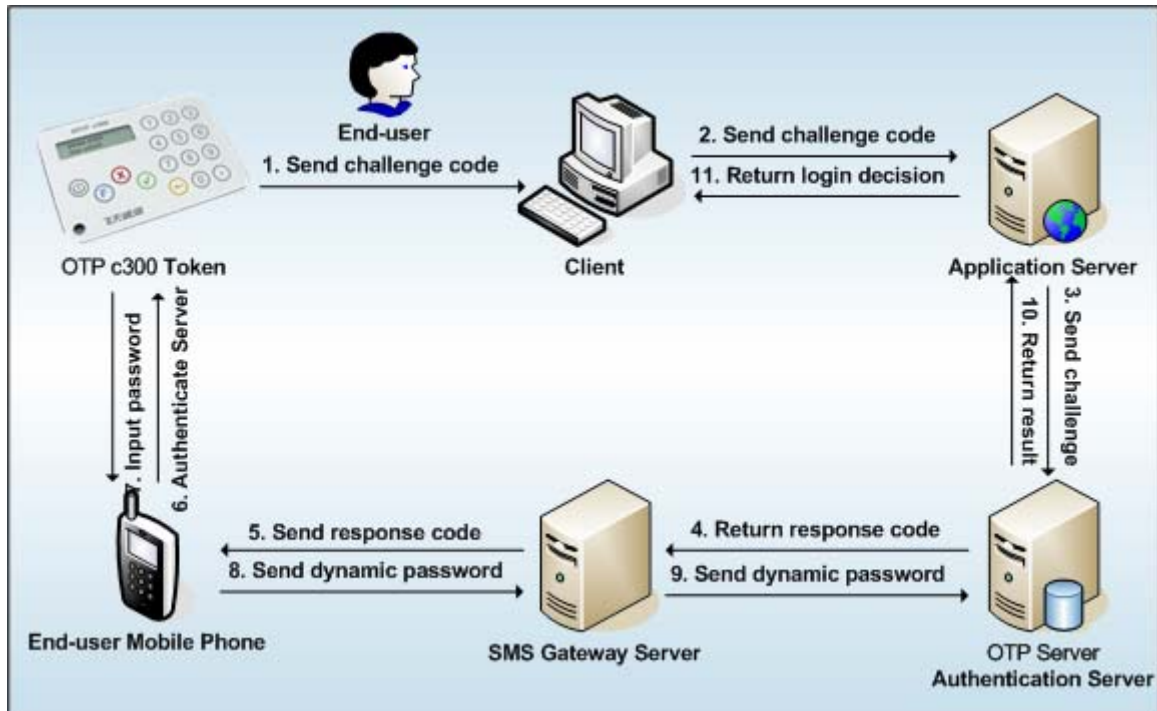 End-user
1. Send challenge code
2. Send challenge code
11. Return login decision
OTP c300 Token
Client
Application Server
. Input password
6. Authenticate Server
10. Return result
3. Send challenge
5. Send response code
8. Send dynamic password
4. Return response code
9. Send dynamic password
End-user Mobile Phone
SMS Gateway Server
OTP Server
Authentication Server